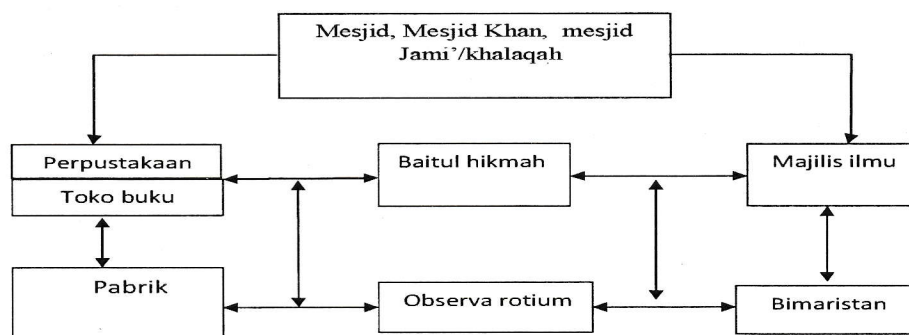 Mesjid, Mesjid Khan, mesjid
Jami’/khalaqah
Perpustakaan
Toko buku
Baitul hikmah
Majilis ilmu
Pabrik
Observa rotium
Bimaristan